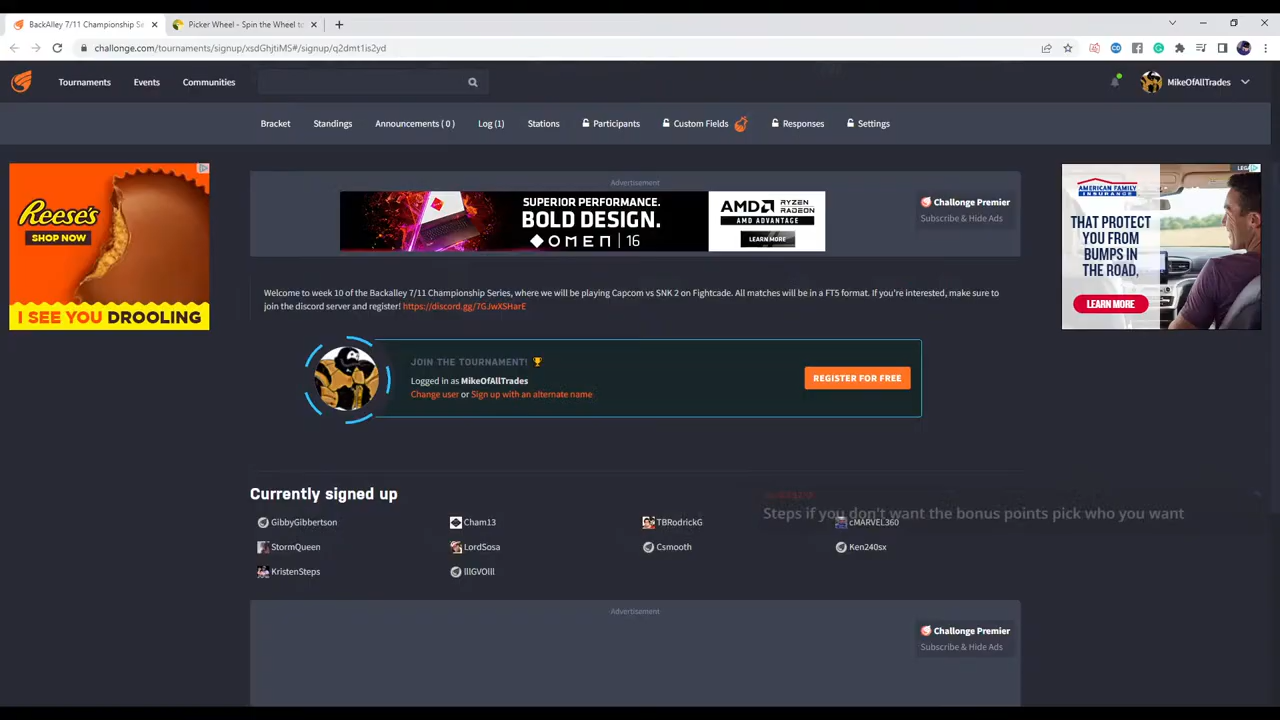 BackAlley 7/11 Championship Se
Picker Wheel - Spin the Wheel to
challonge.com/tournaments/signup/xsdGhjtiMS#/signup/q2dmt1is2yd
Tournaments Events Communities MikeOfAllTrades
Bracket Standings Announcements ( 0 ) Log (1) Stations Participants Custom Fields Responses Settings
Advertisement
REESE'S
SHOP NOW
I SEE YOU DROOLING
SUPERIOR PERFORMANCE.
BOLD DESIGN.
OMEN | 16
AMD RYZEN
RADEON
AMD ADVANTAGE
LEARN MORE
Challonge Premier
Subscribe & Hide Ads
AMERICAN FAMILY
INSURANCE
THAT PROTECT
YOU FROM
BUMPS IN
THE ROAD,
LEARN MORE
Welcome to week 10 of the Backalley 7/11 Championship Series, where we will be playing Capcom vs SNK 2 on Fightcade. All matches will be in a FT5 format. If you're interested, make sure to
join the discord server and register! https://discord.gg/7GJwXSHarE
JOIN THE TOURNAMENT!
Logged in as MikeOfAllTrades
Change user or Sign up with an alternate name
REGISTER FOR FREE
Currently signed up
Steps if you don't want the bonus points pick who you want
GibbyGibbertson Cham13 TBRodrickG cMARVEL360
StormQueen LordSosa Csmooth Ken240sx
KristenSteps lllGVOlll
Advertisement
Challonge Premier
Subscribe & Hide Ads